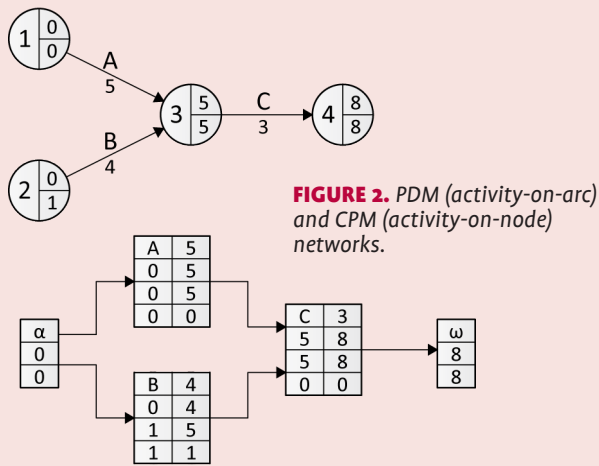 1 0
0
A
5
B
4
2 0
1
3 5
5
C
3
4 8
8
FIGURE 2. PDM (activity-on-arc)
and CPM (activity-on-node)
networks.
α
0
0
A 5
0 5
0 5
0 0
B 4
0 4
1 5
1 1
C 3
5 8
5 8
0 0
ω
8
8